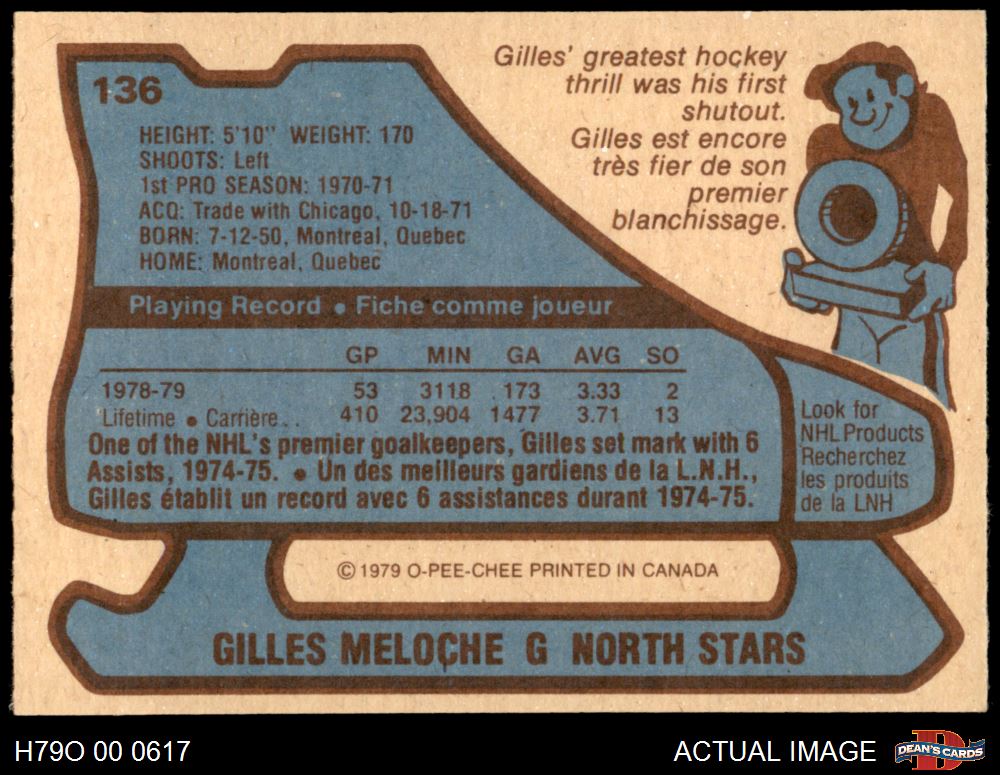 136
HEIGHT: 5'10" WEIGHT: 170
SHOOTS: Left
1st PRO SEASON: 1970-71
ACQ: Trade with Chicago, 10-18-71
BORN: 7-12-50, Montreal, Quebec
HOME: Montreal, Quebec
Gilles' greatest hockey
thrill was his first
shutout.
Gilles est encore
très fier de son
premier
blanchissage.
Playing Record • Fiche comme joueur
GP MIN GA AVG SO
1978-79 53 3118 173 3.33 2
Lifetime • Carrière.. 410 23,904 1477 3.71 13
One of the NHL's premier goalkeepers, Gilles set mark with 6
Assists, 1974-75. • Un des meilleurs gardiens de la L.N.H.,
Gilles établit un record avec 6 assistances durant 1974-75.
Look for
NHL Products
Recherchez
les produits
de la LNH
© 1979 O-PEE-CHEE PRINTED IN CANADA
GILLES MELOCHE G NORTH STARS
H79O 00 0617
ACTUAL IMAGE
D
DEAN'S CARDS